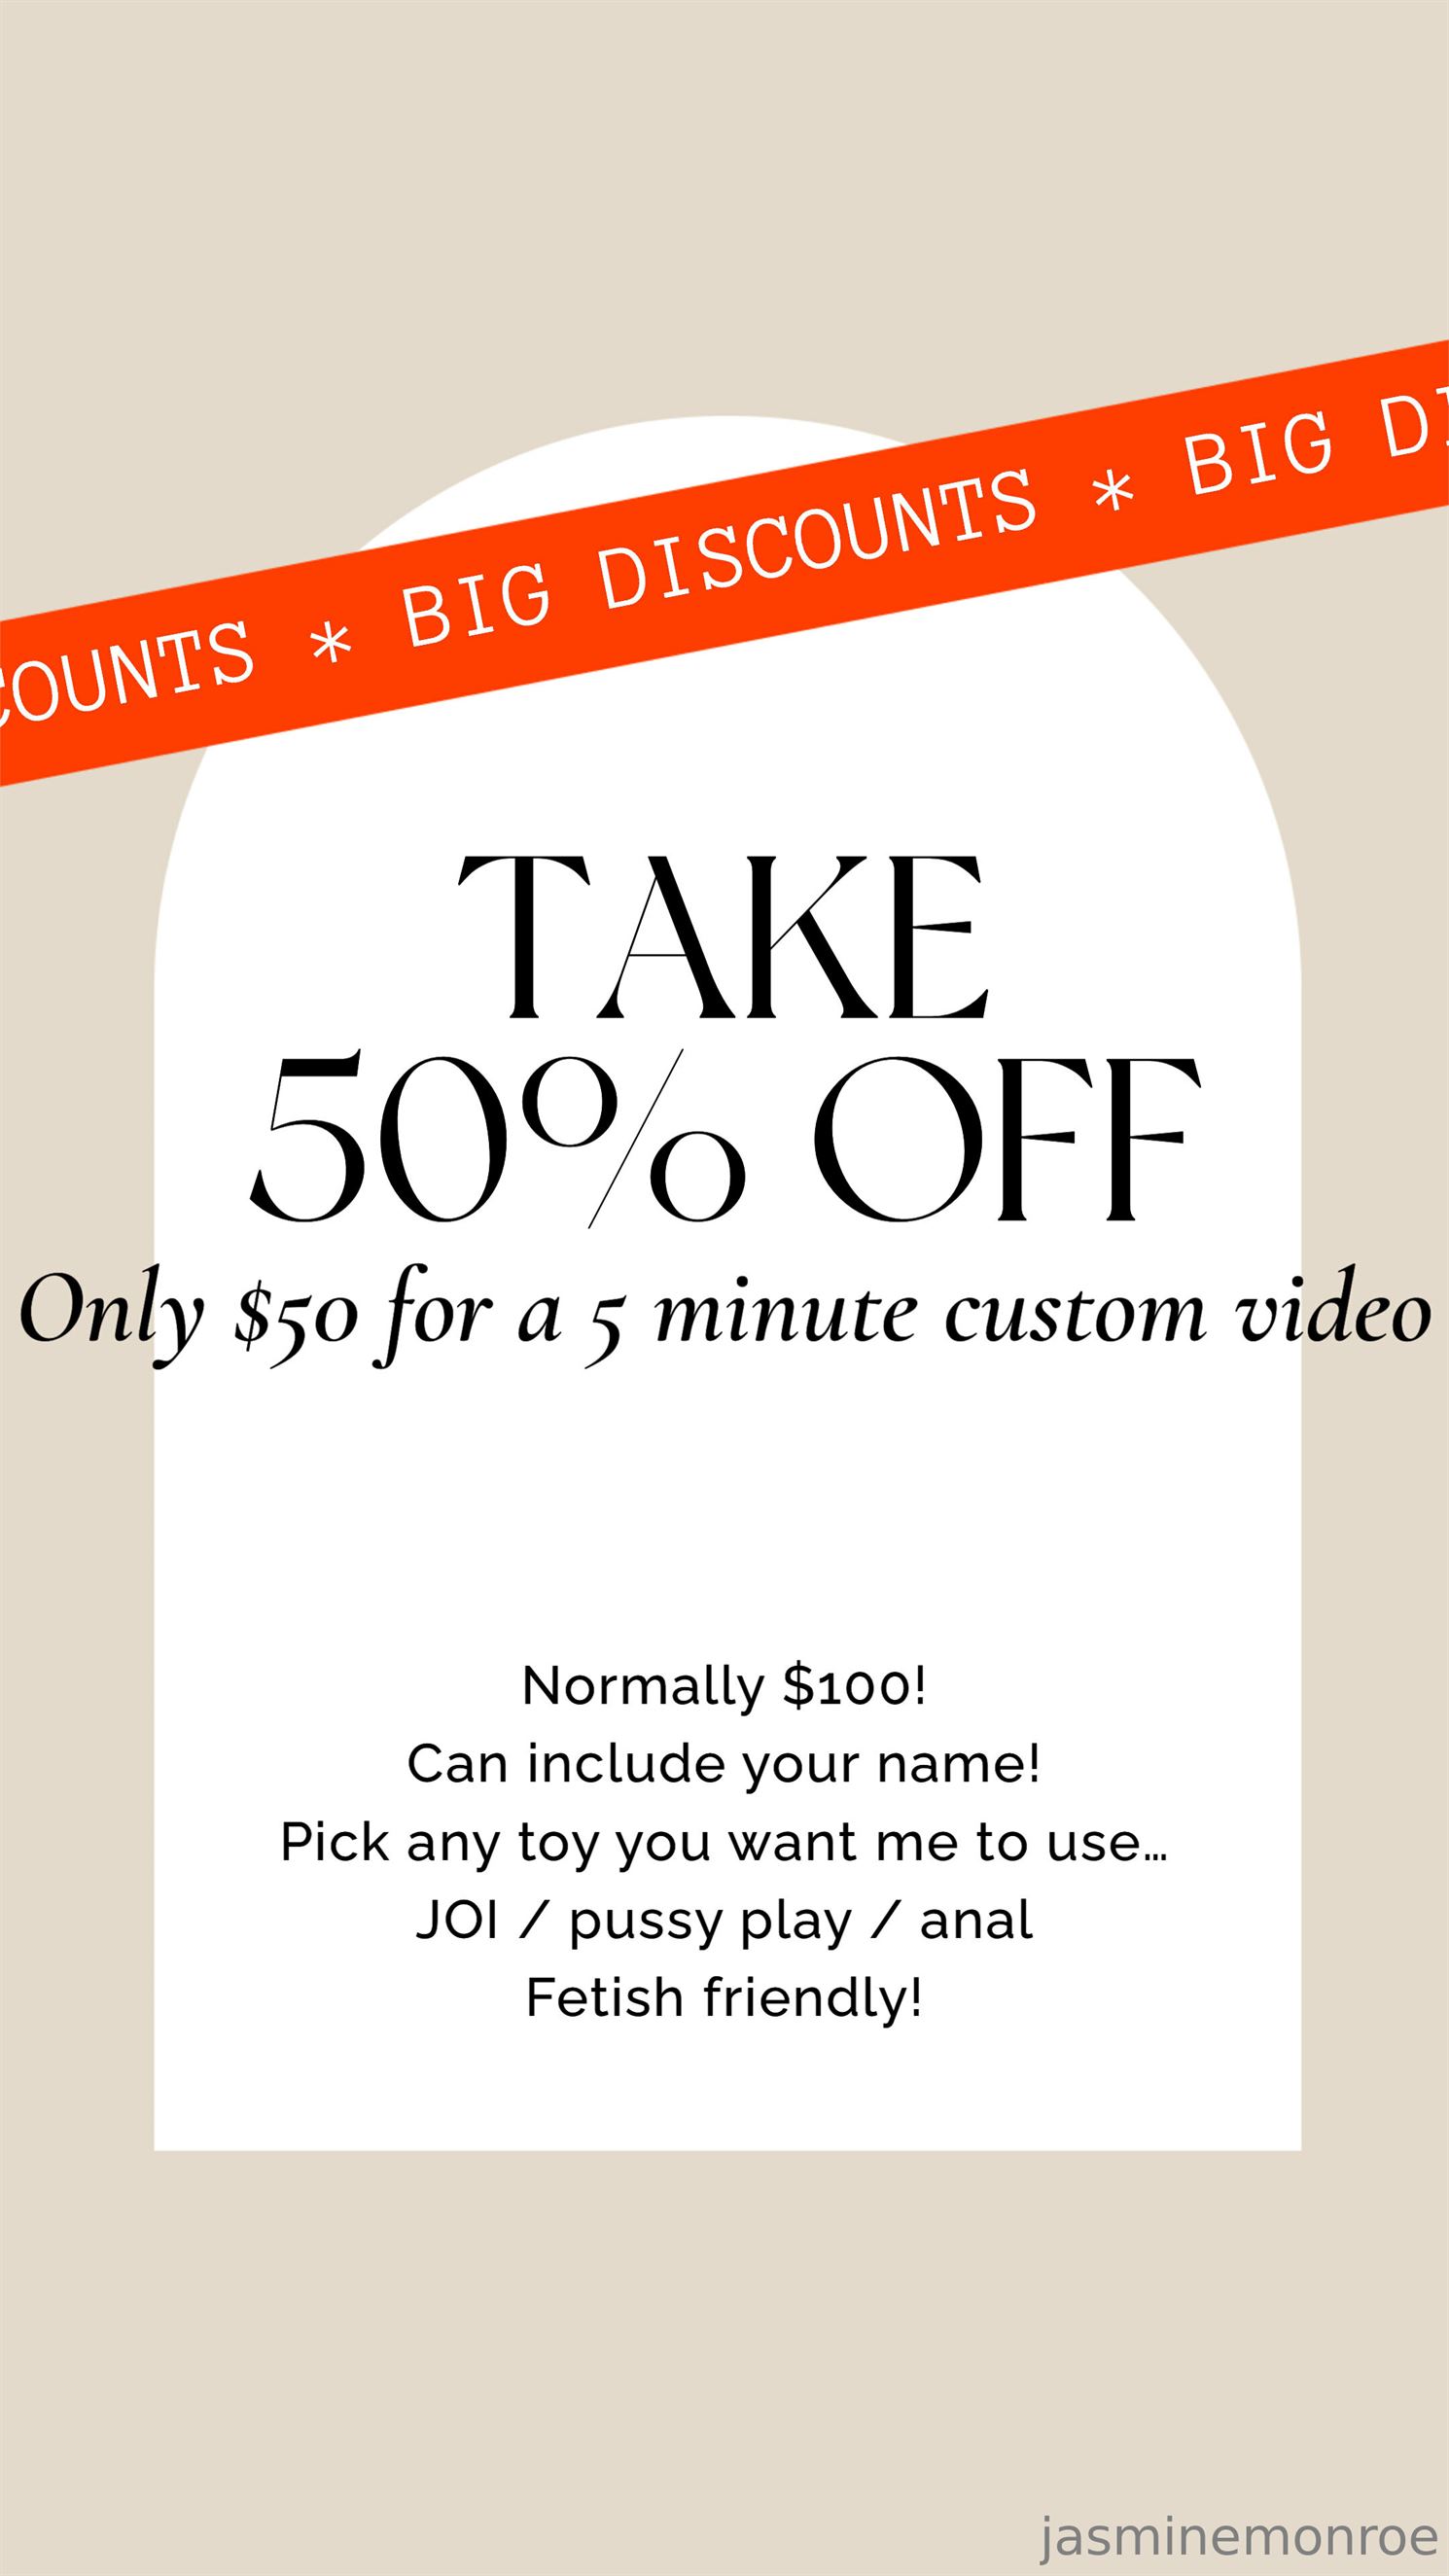 COUNTS * BIG DISCOUNTS * BIG DI
TAKE
50% OFF
Only $50 for a 5 minute custom video
Normally $100!
Can include your name!
Pick any toy you want me to use...
JOI / pussy play / anal
Fetish friendly!
jasminemonroe